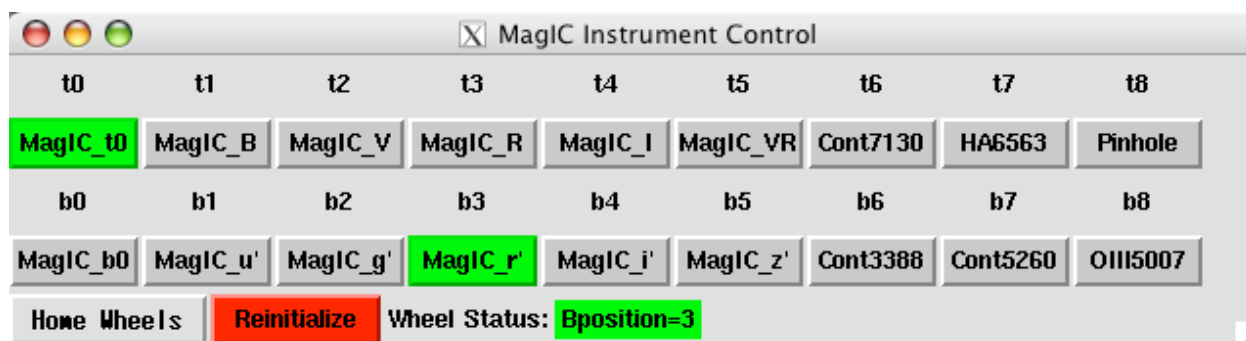 X MagIC Instrument Control
t0 t1 t2 t3 t4 t5 t6 t7 t8
MagIC_t0 MagIC_B MagIC_V MagIC_R MagIC_I MagIC_VR Cont7130 HA6563 Pinhole
b0 b1 b2 b3 b4 b5 b6 b7 b8
MagIC_b0 MagIC_u' MagIC_g' MagIC_r' MagIC_i' MagIC_z' Cont3388 Cont5260 OIII5007
Home Wheels Reinitialize Wheel Status: Bposition=3